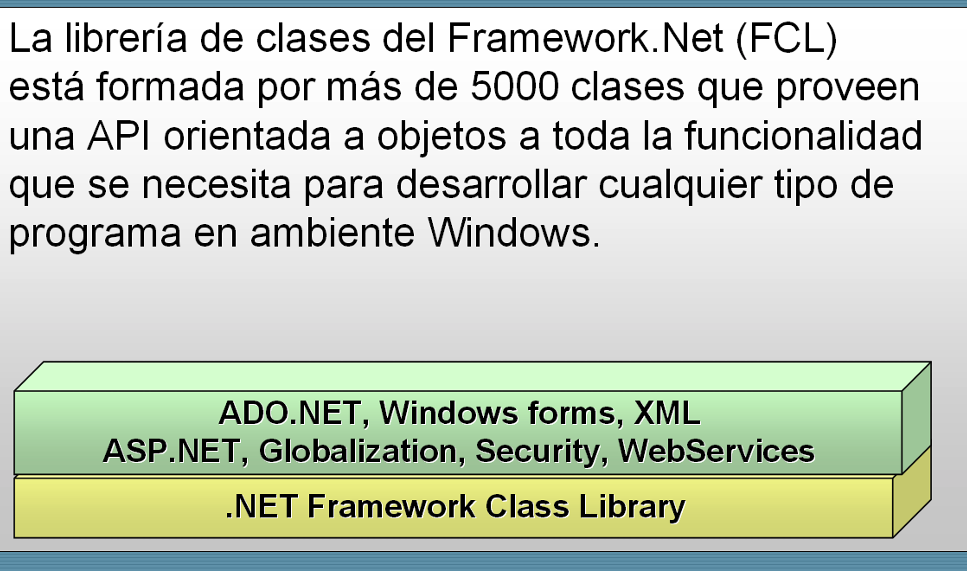 La librería de clases del Framework.Net (FCL)
está formada por más de 5000 clases que proveen
una API orientada a objetos a toda la funcionalidad
que se necesita para desarrollar cualquier tipo de
programa en ambiente Windows.
ADO.NET, Windows forms, XML
ASP.NET, Globalization, Security, WebServices
.NET Framework Class Library